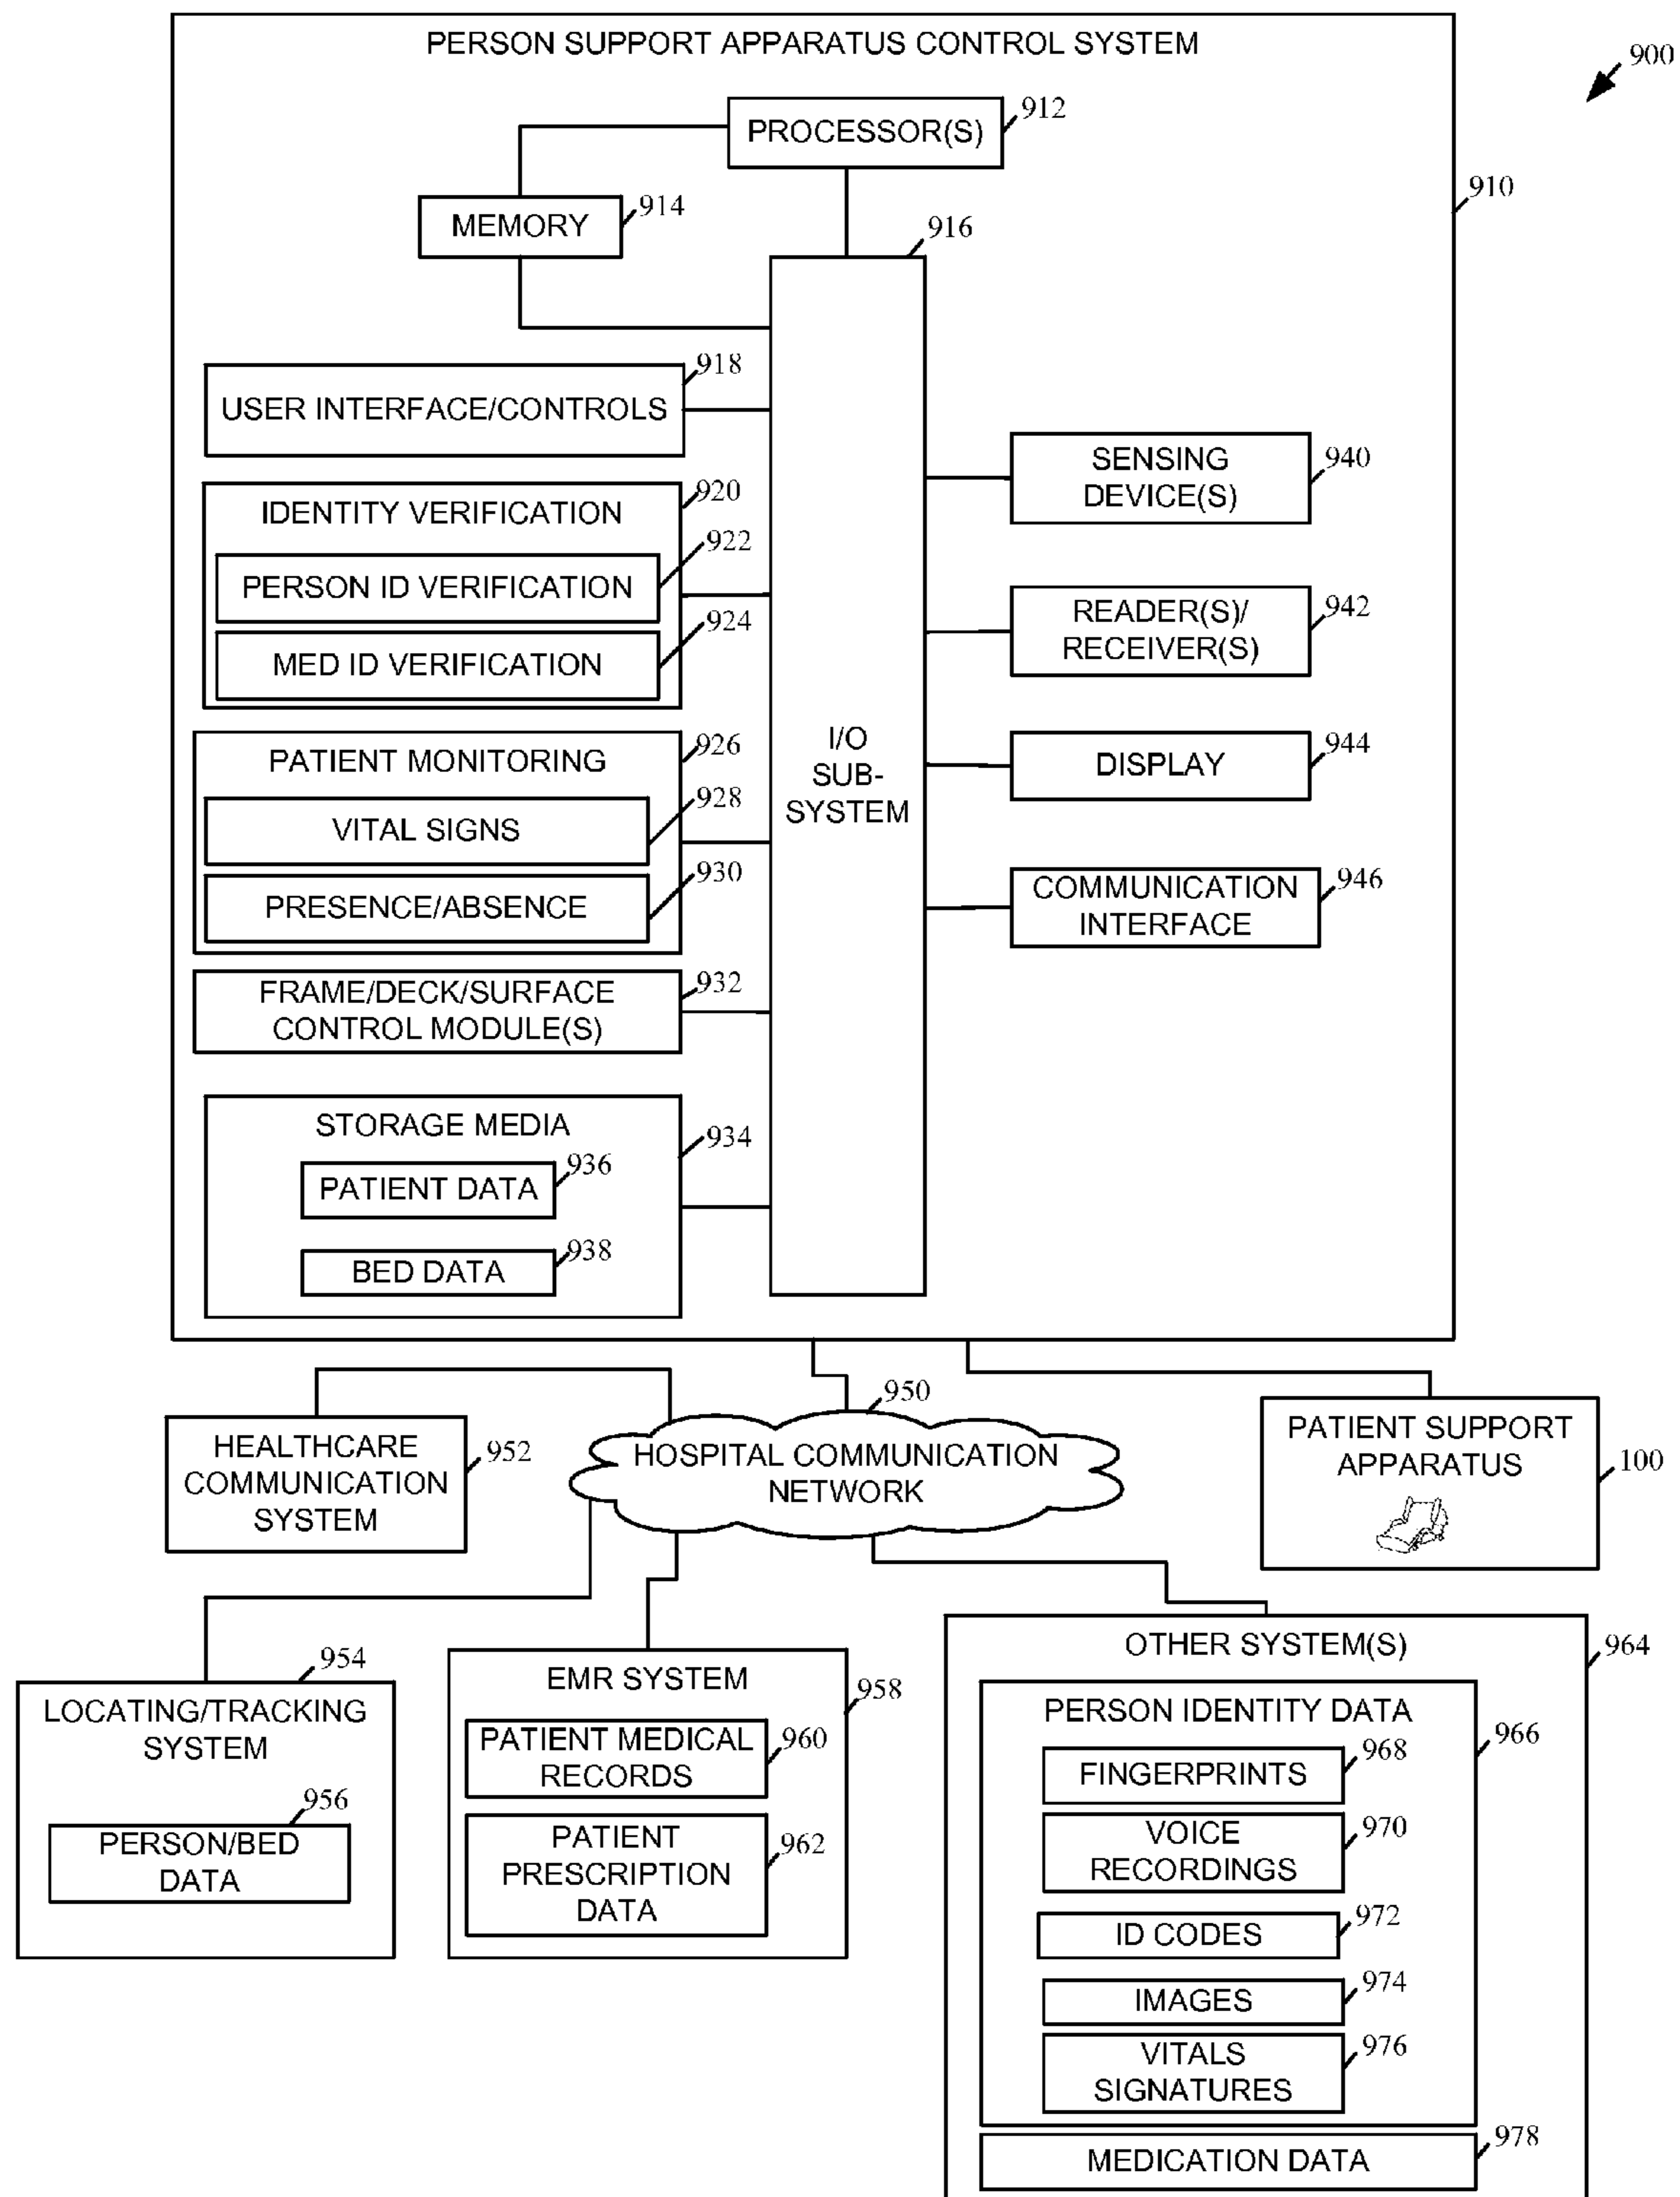 PERSON SUPPORT APPARATUS CONTROL SYSTEM
900
PROCESSOR(S)
912
910
MEMORY
914
916
I/O
SUB-
SYSTEM
USER INTERFACE/CONTROLS
918
IDENTITY VERIFICATION
920
PERSON ID VERIFICATION
922
MED ID VERIFICATION
924
PATIENT MONITORING
926
VITAL SIGNS
928
PRESENCE/ABSENCE
930
FRAME/DECK/SURFACE
CONTROL MODULE(S)
932
STORAGE MEDIA
934
PATIENT DATA
936
BED DATA
938
SENSING
DEVICE(S)
940
READER(S)/
RECEIVER(S)
942
DISPLAY
944
COMMUNICATION
INTERFACE
946
HOSPITAL COMMUNICATION
NETWORK
950
HEALTHCARE
COMMUNICATION
SYSTEM
952
PATIENT SUPPORT
APPARATUS
100
LOCATING/TRACKING
SYSTEM
954
PERSON/BED
DATA
956
EMR SYSTEM
958
PATIENT MEDICAL
RECORDS
960
PATIENT
PRESCRIPTION
DATA
962
OTHER SYSTEM(S)
964
PERSON IDENTITY DATA
966
FINGERPRINTS
968
VOICE
RECORDINGS
970
ID CODES
972
IMAGES
974
VITALS
SIGNATURES
976
MEDICATION DATA
978